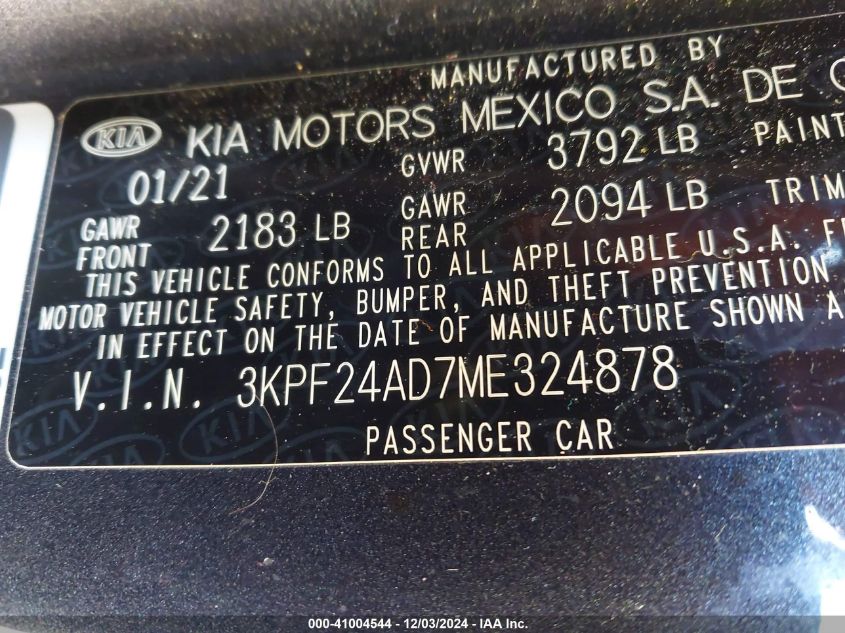 MANUFACTURED BY
KIA KIA MOTORS MEXICO S.A. DE
01/21 GVWR 3792 LB PAINT
GAWR FRONT 2183 LB GAWR REAR 2094 LB TRIM
THIS VEHICLE CONFORMS TO ALL APPLICABLE U.S.A.
MOTOR VEHICLE SAFETY, BUMPER, AND THEFT PREVENTION
IN EFFECT ON THE DATE OF MANUFACTURE SHOWN
V.I.N. 3KPF24AD7ME324878
PASSENGER CAR
000-41004544 - 12/03/2024 - IAA Inc.